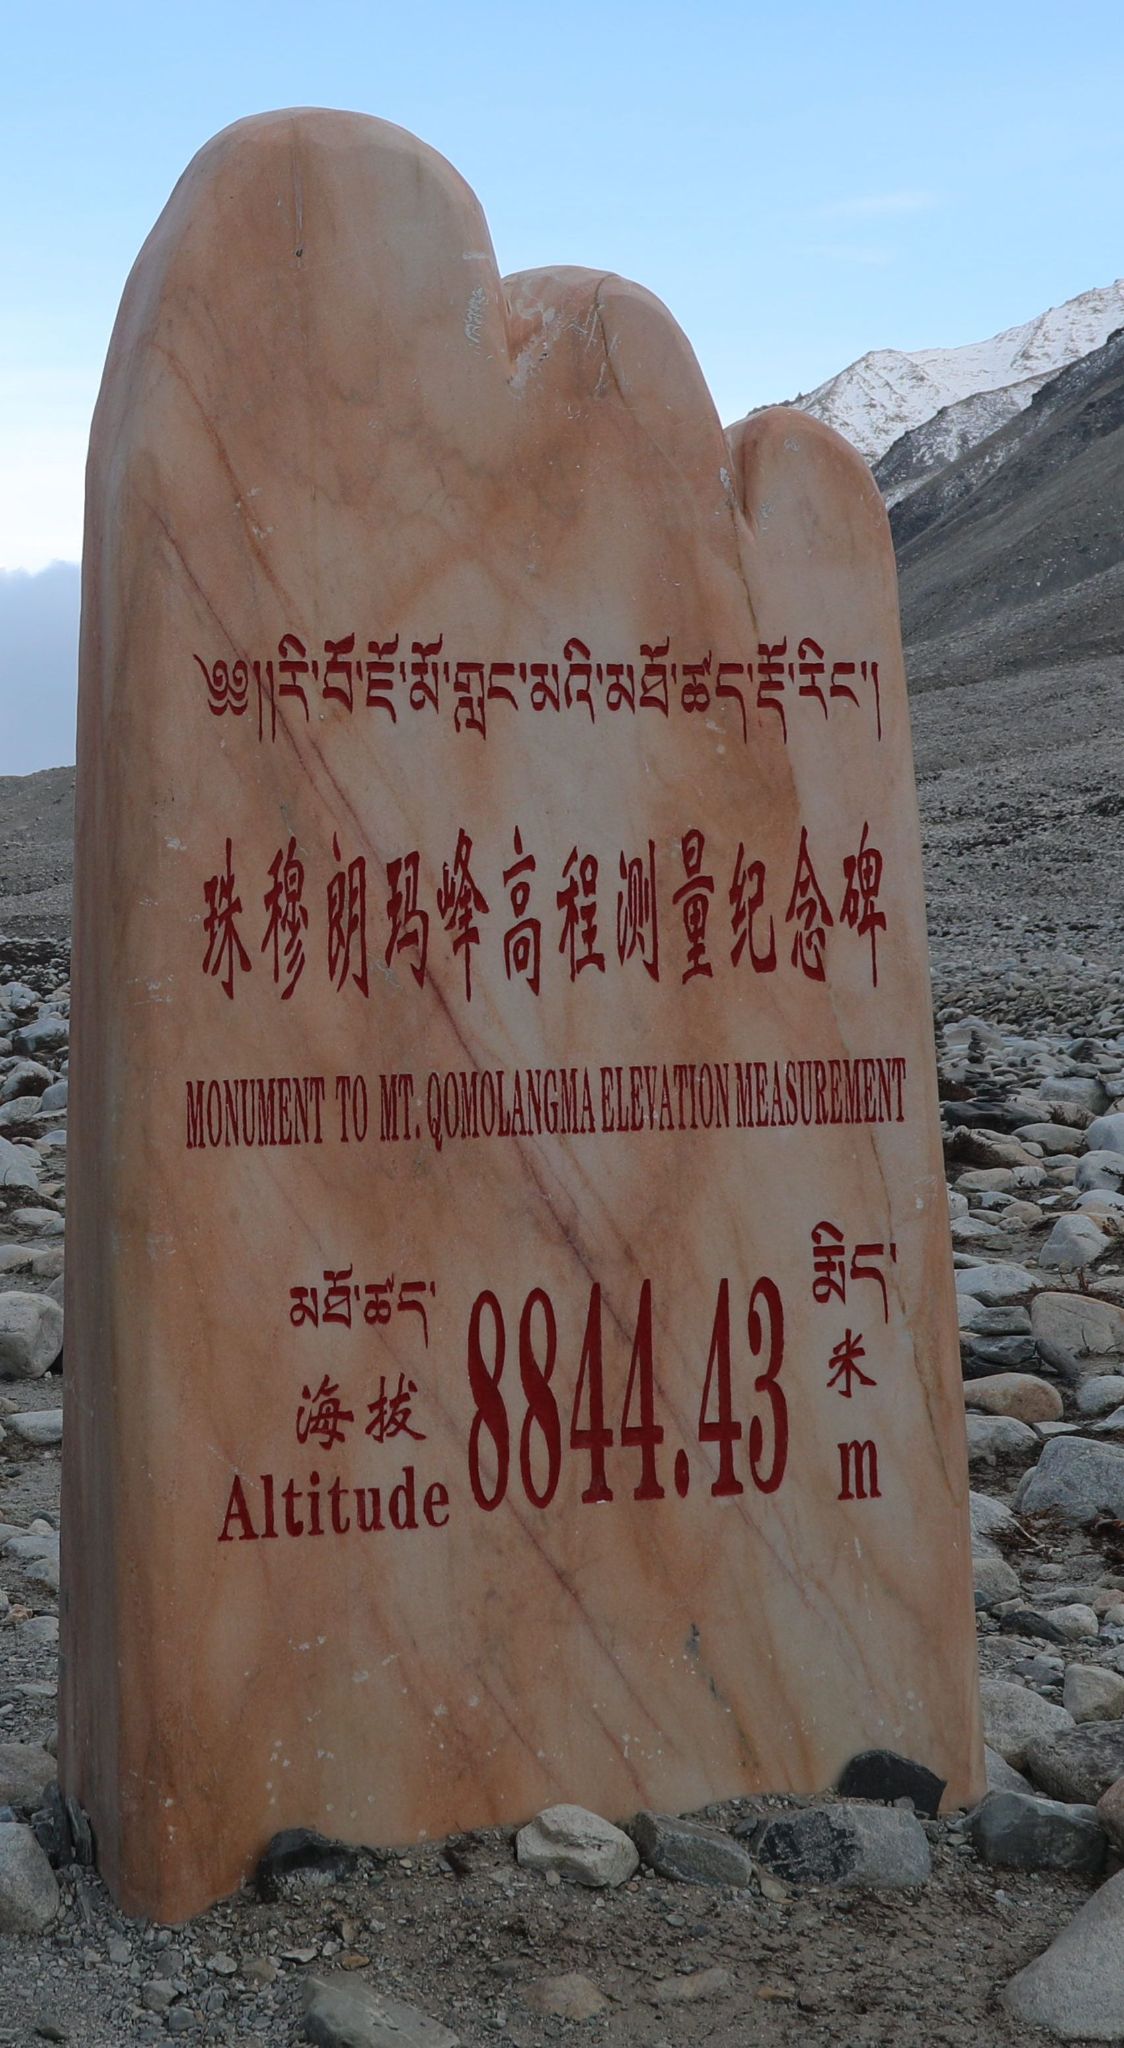 ༄༅།།རི་བོ་ཇོ་མོ་གླང་མའི་མཐོ་ཚད་རྡོ་རིང་།
珠穆朗玛峰高程测量纪念碑
MONUMENT TO MT. QOMOLANGMA ELEVATION MEASUREMENT
མཐོ་ཚད་
海拔
Altitude
8844.43
སྨིད་
米
m